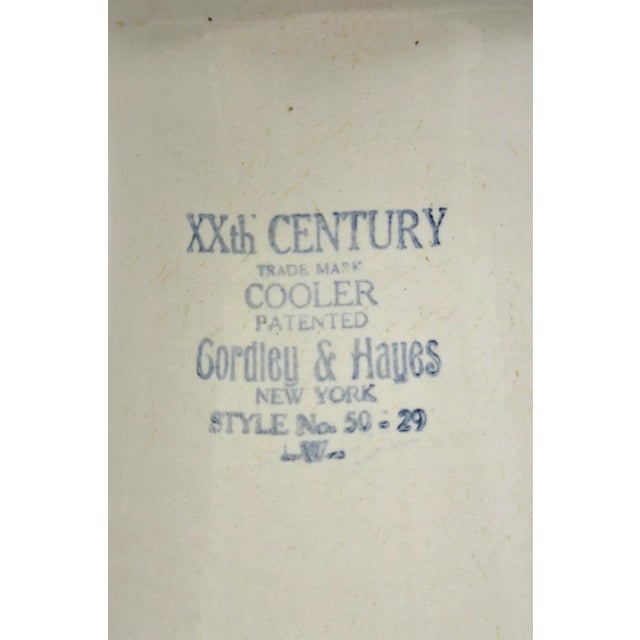 XXth CENTURY
TRADE MARK
COOLER
PATENTED
Cordley & Hayes
NEW YORK
STYLE No. 50-29
-W-